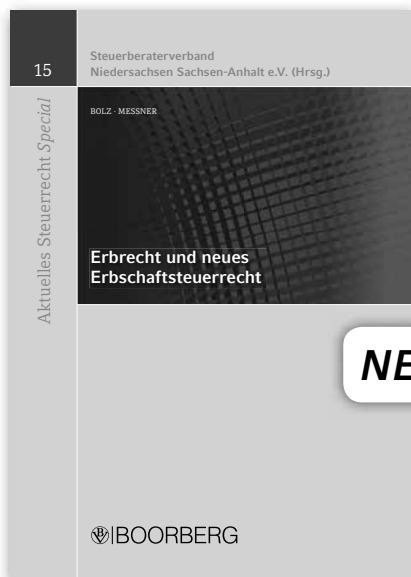 15
Steuerberaterverband
Niedersachsen Sachsen-Anhalt e.V. (Hrsg.)
Aktuelles Steuerrecht Special
BOLZ · MESSNER
Erbrecht und neues
Erbschaftsteuerrecht
NE
BOORBERG